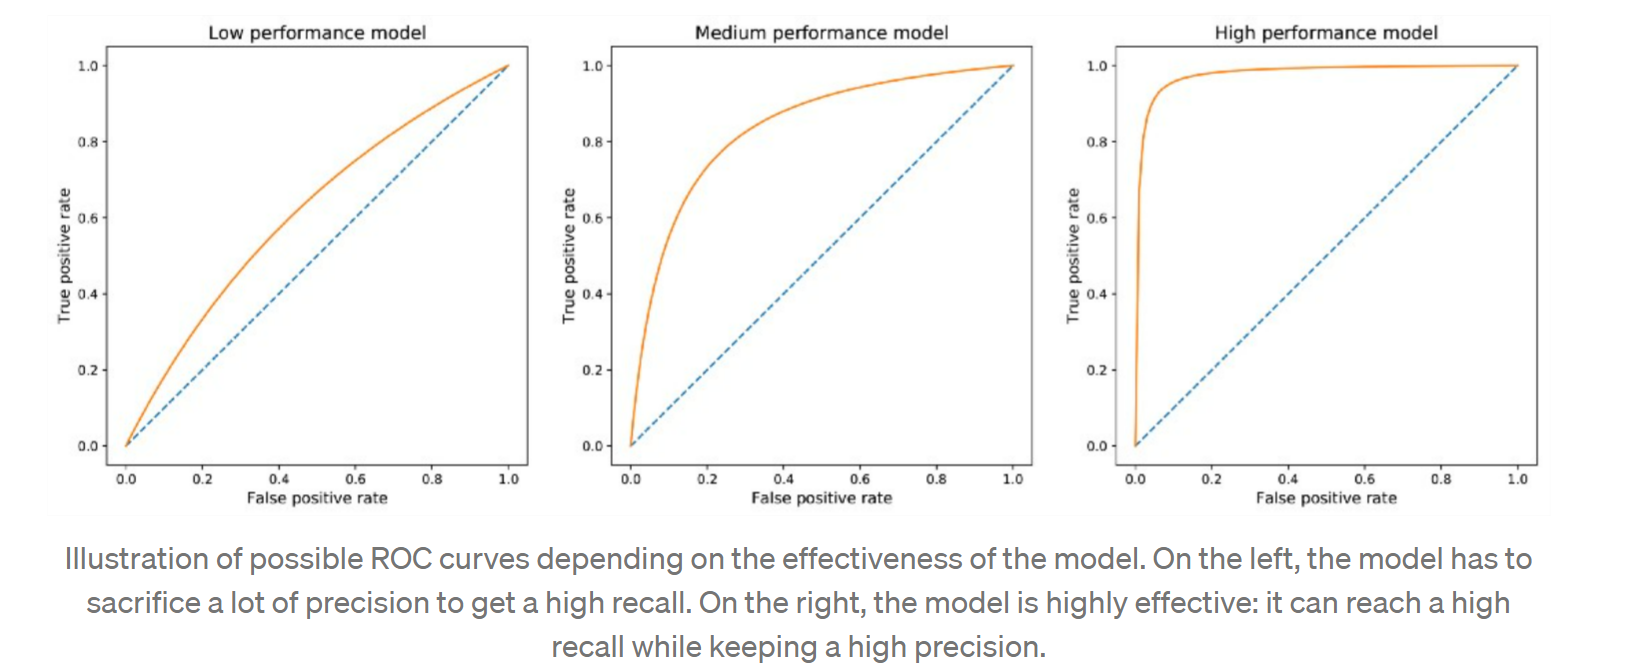 Low performance model
True positive rate
1.0
0.8
0.6
0.4
0.2
0.0
0.0 0.2 0.4 0.6 0.8 1.0
False positive rate
Medium performance model
True positive rate
1.0
0.8
0.6
0.4
0.2
0.0
0.0 0.2 0.4 0.6 0.8 1.0
False positive rate
High performance model
True positive rate
1.0
0.8
0.6
0.4
0.2
0.0
0.0 0.2 0.4 0.6 0.8 1.0
False positive rate
Illustration of possible ROC curves depending on the effectiveness of the model. On the left, the model has to
sacrifice a lot of precision to get a high recall. On the right, the model is highly effective: it can reach a high
recall while keeping a high precision.